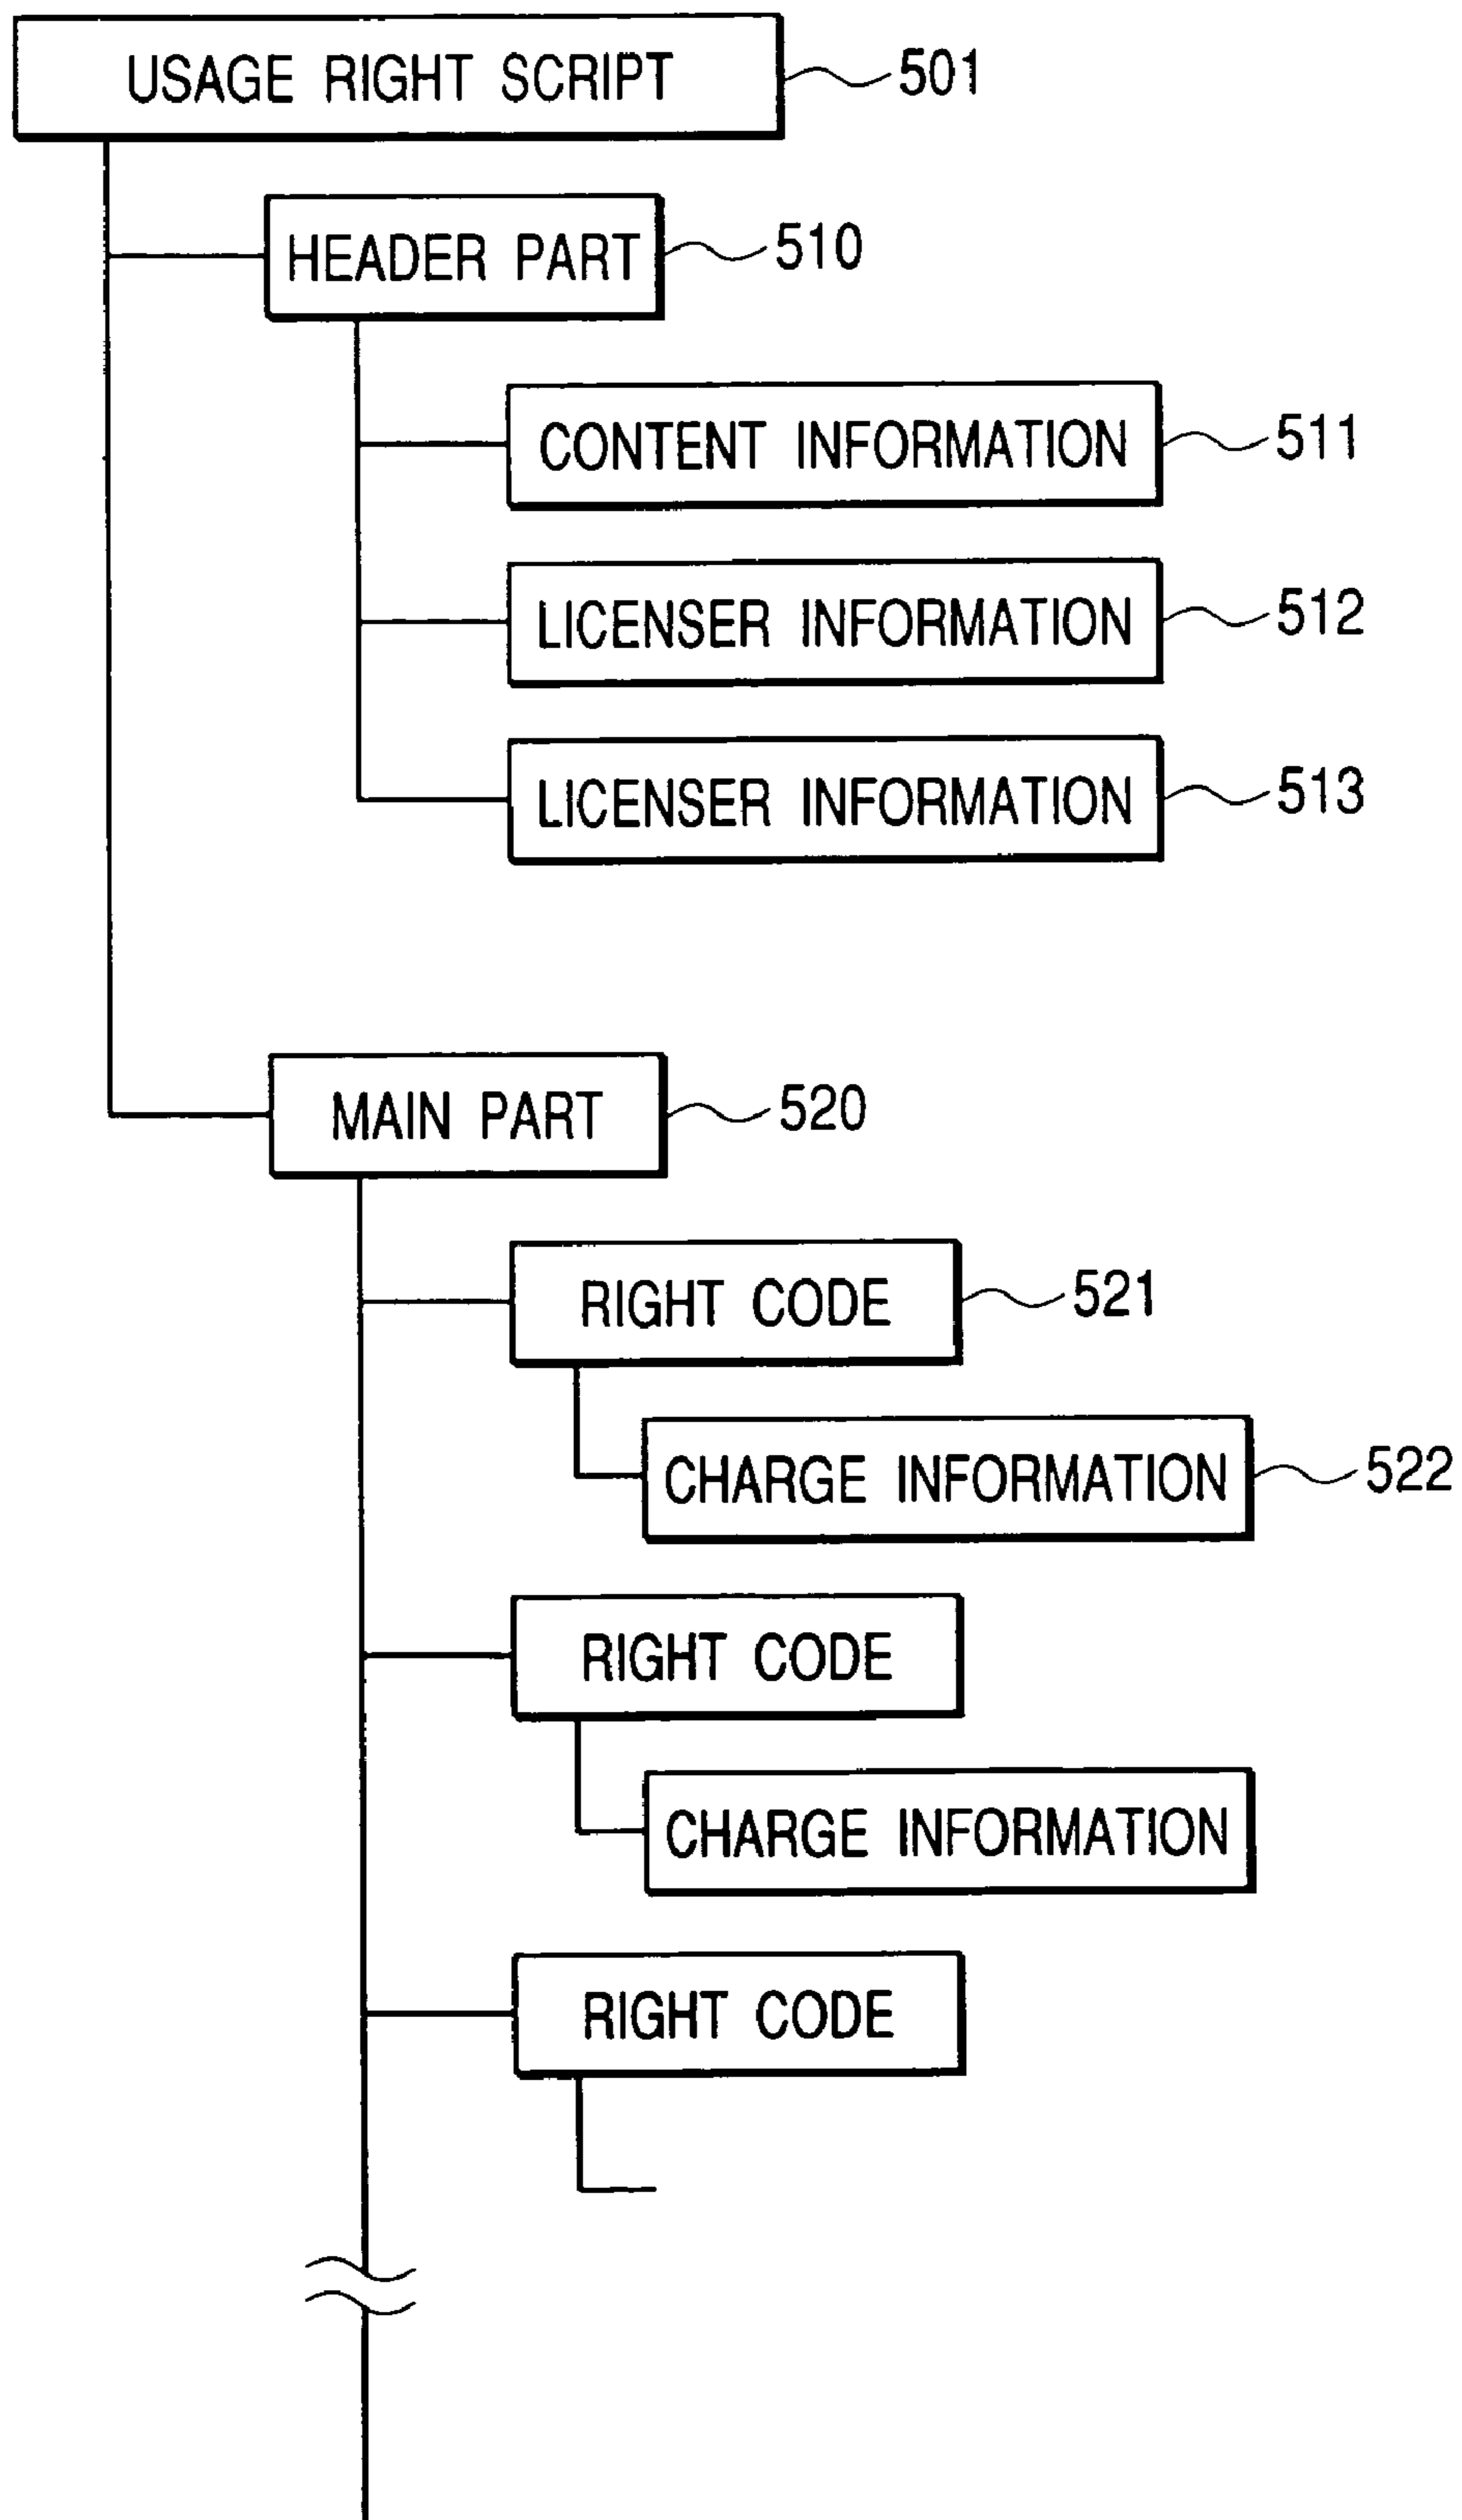 USAGE RIGHT SCRIPT 501
HEADER PART 510
CONTENT INFORMATION 511
LICENSER INFORMATION 512
LICENSER INFORMATION 513
MAIN PART 520
RIGHT CODE 521
CHARGE INFORMATION 522
RIGHT CODE
CHARGE INFORMATION
RIGHT CODE